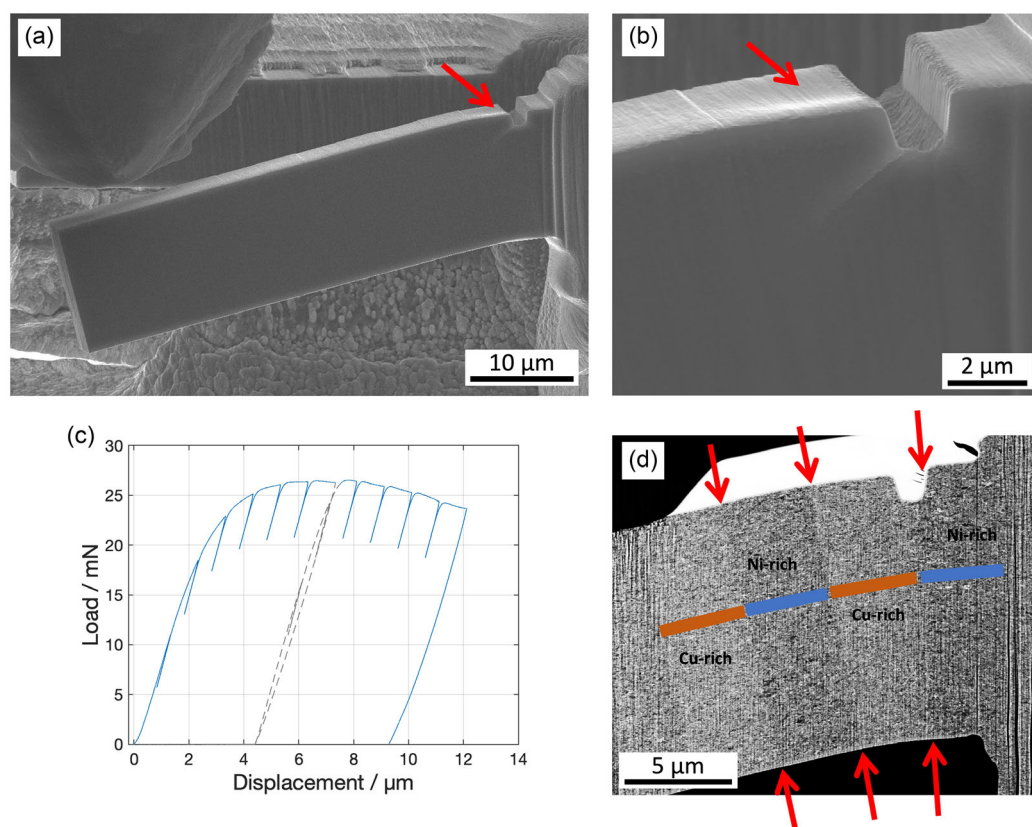 (a)
10 µm
(b)
2 µm
(c)
30
25
20
15
10
5
0
0 2 4 6 8 10 12 14
Load / mN
Displacement / µm
(d)
Ni-rich
Ni-rich
Cu-rich
Cu-rich
5 µm